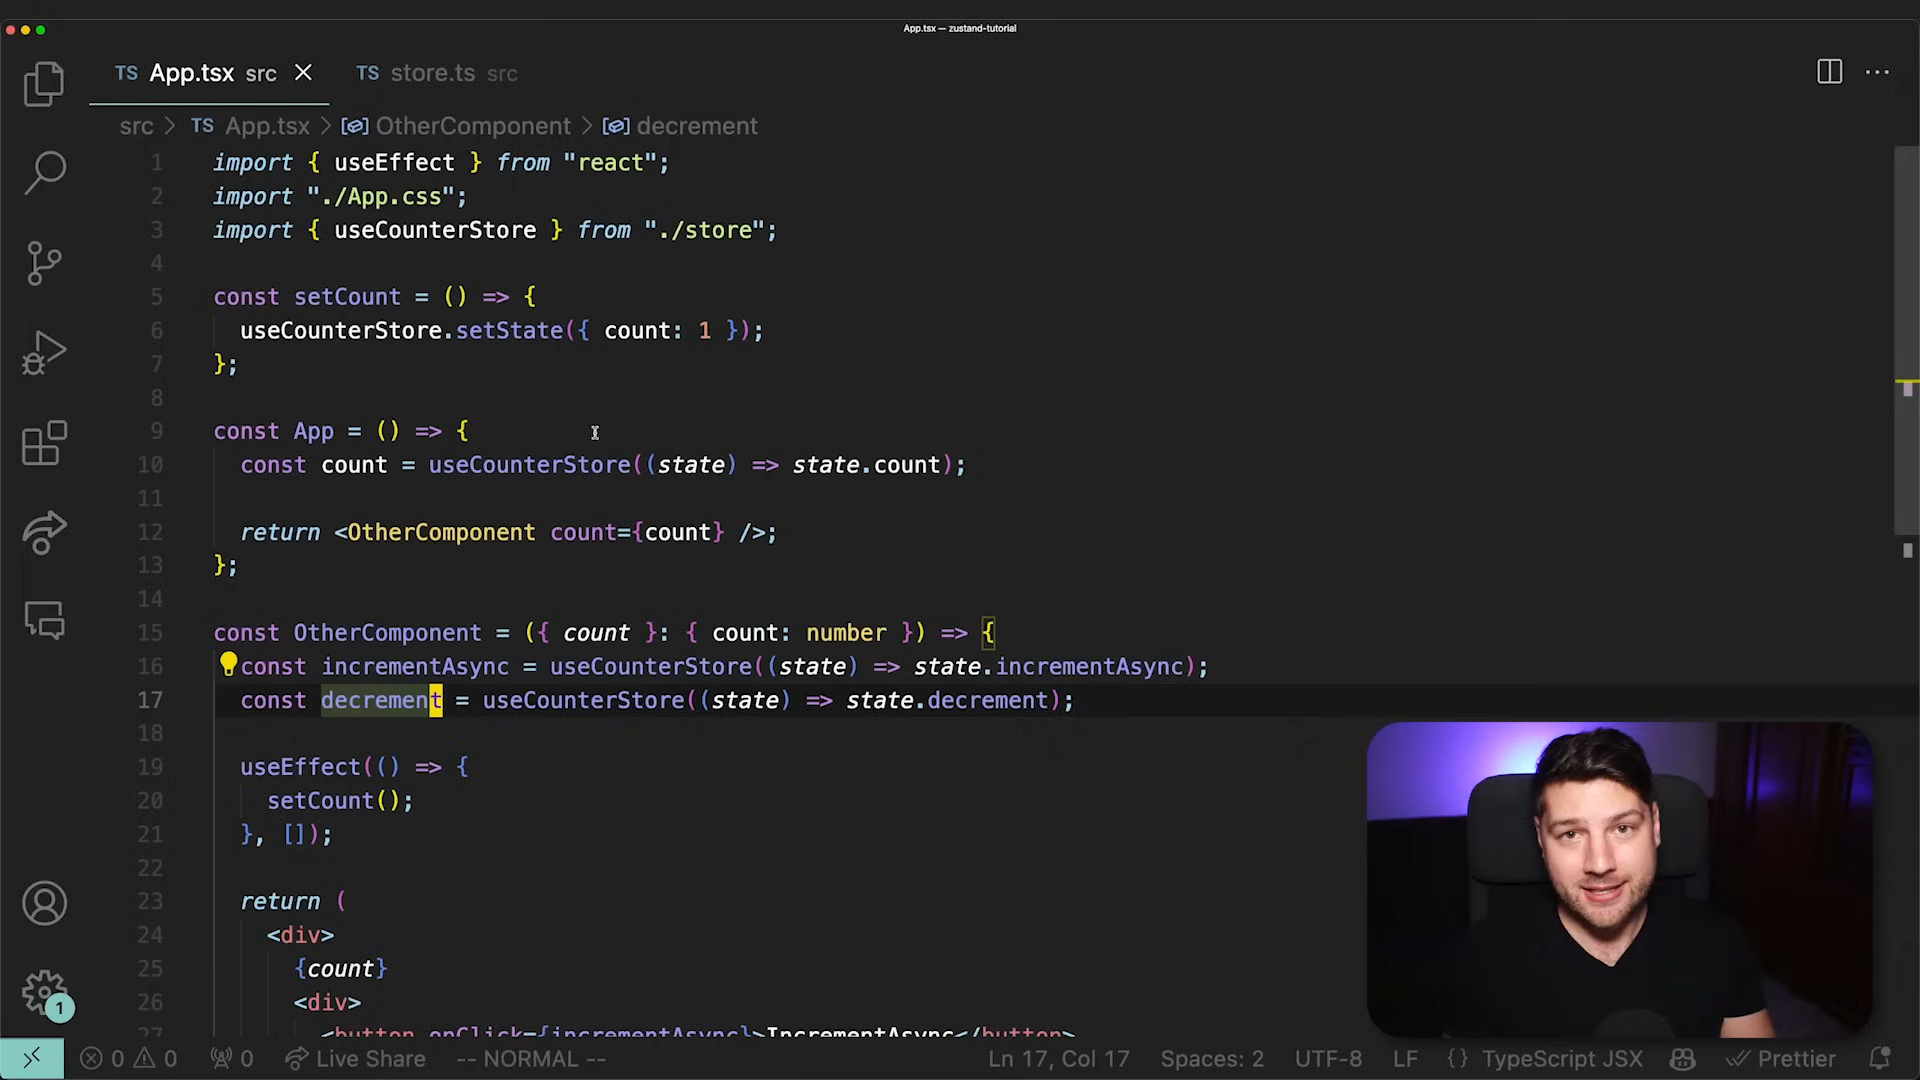 App.tsx — zustand-tutorial
TS App.tsx src TS store.ts src
src > TS App.tsx > OtherComponent > decrement
1 import { useEffect } from "react";
2 import "./App.css";
3 import { useCounterStore } from "./store";
4
5 const setCount = () => {
6 useCounterStore.setState({ count: 1 });
7 };
8
9 const App = () => {
10 const count = useCounterStore((state) => state.count);
11
12 return <OtherComponent count={count} />;
13 };
14
15 const OtherComponent = ({ count }: { count: number }) => {
16 const incrementAsync = useCounterStore((state) => state.incrementAsync);
17 const decrement = useCounterStore((state) => state.decrement);
18
19 useEffect(() => {
20 setCount();
21 }, []);
22
23 return (
24 <div>
25 {count}
26 <div>
27 <button onClick={incrementAsync}>IncrementAsync</button>
1
0 0 0 Live Share -- NORMAL -- Ln 17, Col 17 Spaces: 2 UTF-8 LF {} TypeScript JSX Prettier